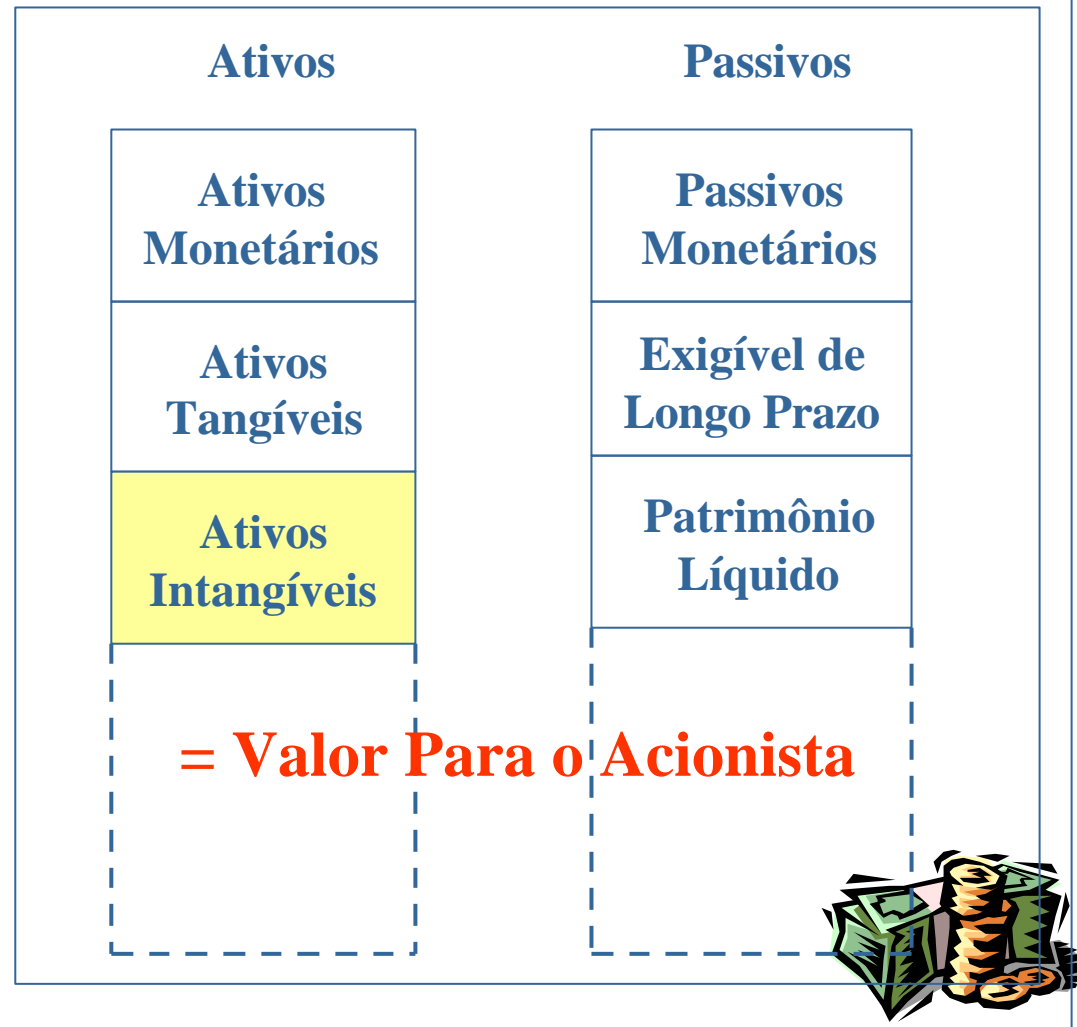 Ativos
Ativos
Monetários
Ativos
Tangíveis
Ativos
Intangíveis
Passivos
Passivos
Monetários
Exigível de
Longo Prazo
Patrimônio
Líquido
= Valor Para o Acionista